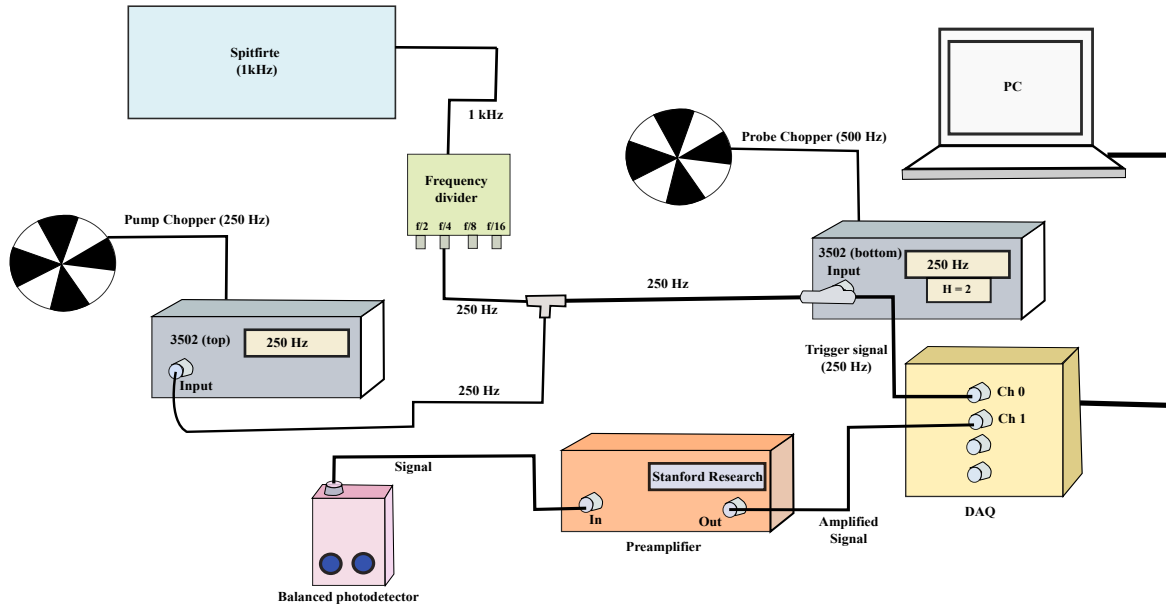 Spitfirte
(1kHz)
1 kHz
Frequency
divider
f/2 f/4 f/8 f/16
Probe Chopper (500 Hz)
PC
Pump Chopper (250 Hz)
3502 (top)
250 Hz
Input
250 Hz
250 Hz
250 Hz
3502 (bottom)
Input
250 Hz
H = 2
Trigger signal
(250 Hz)
Ch 0
Ch 1
DAQ
Signal
Stanford Research
In
Out
Preamplifier
Amplified
Signal
Balanced photodetector